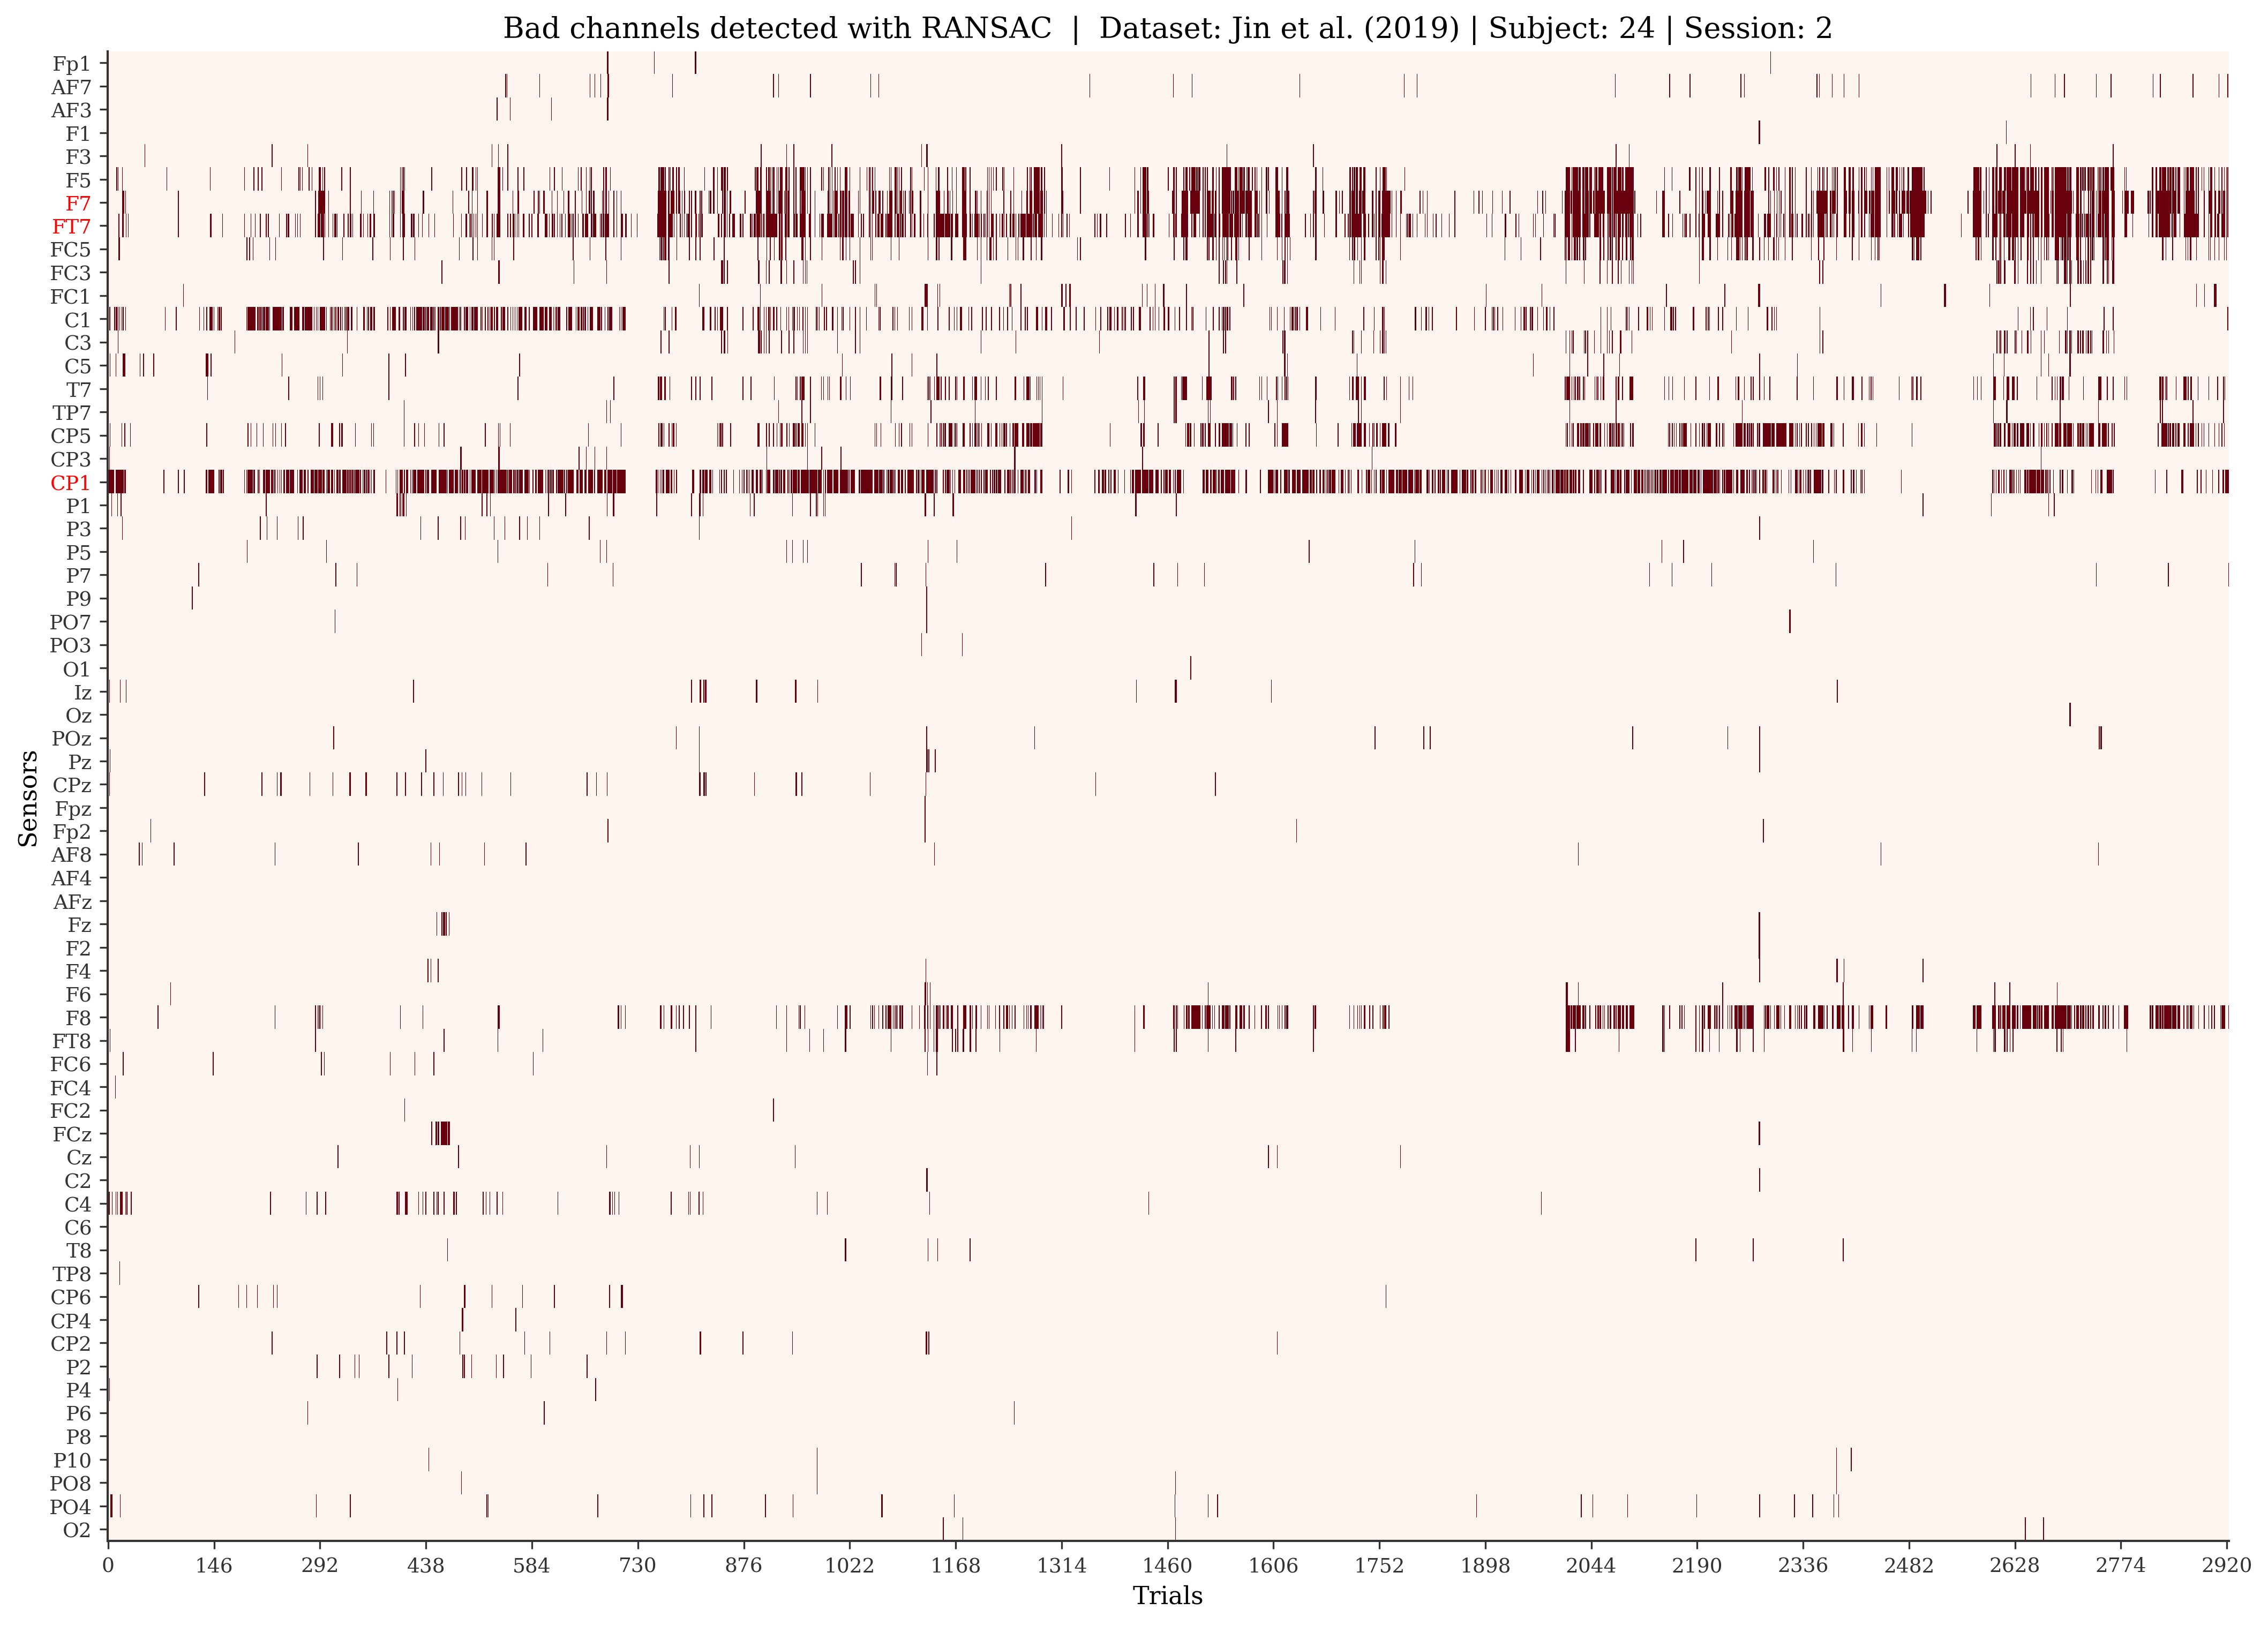 Bad channels detected with RANSAC | Dataset: Jin et al. (2019) | Subject: 24 | Session: 2
Sensors
Fp1
AF7
AF3
F1
F3
F5
F7
FT7
FC5
FC3
FC1
C1
C3
C5
T7
TP7
CP5
CP3
CP1
P1
P3
P5
P7
P9
PO7
PO3
O1
Iz
Oz
POz
Pz
CPz
Fpz
Fp2
AF8
AF4
AFz
Fz
F2
F4
F6
F8
FT8
FC6
FC4
FC2
FCz
Cz
C2
C4
C6
T8
TP8
CP6
CP4
CP2
P2
P4
P6
P8
P10
PO8
PO4
O2
0 146 292 438 584 730 876 1022 1168 1314 1460 1606 1752 1898 2044 2190 2336 2482 2628 2774 2920
Trials